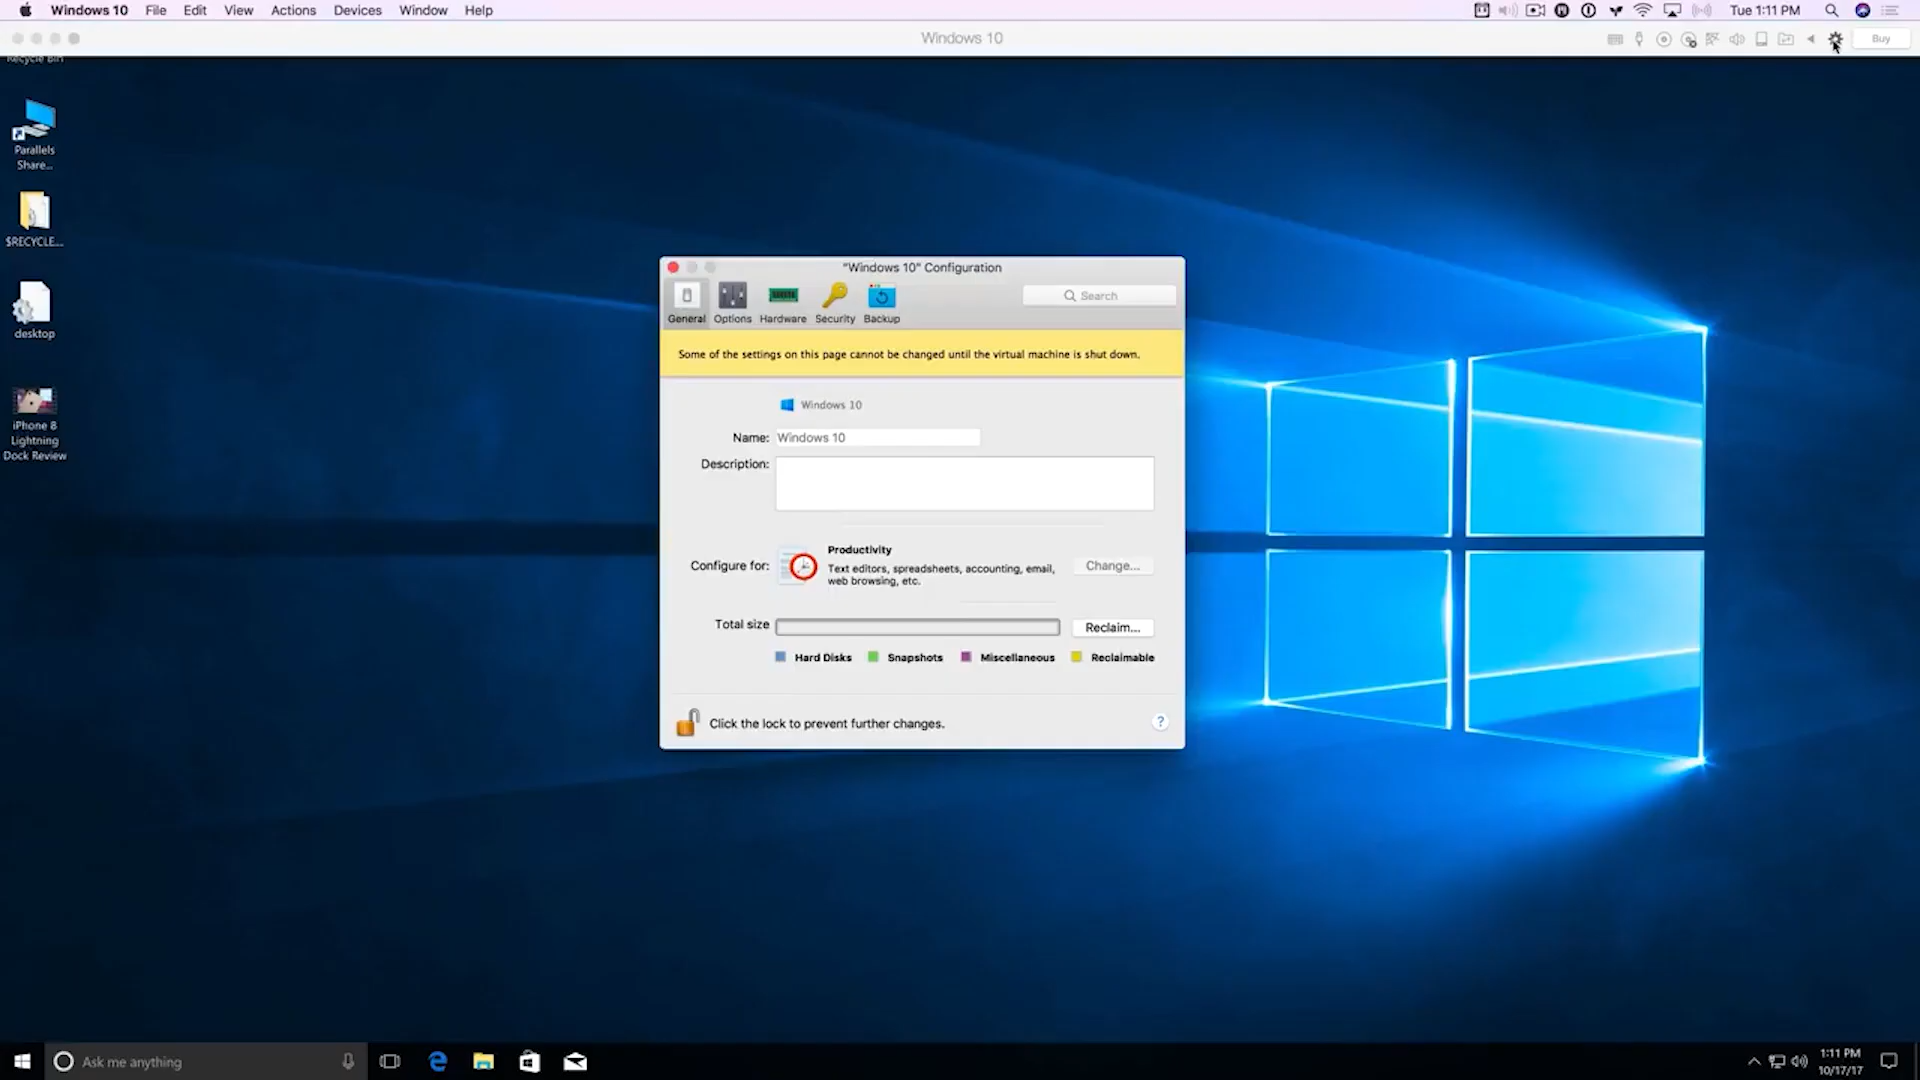 Windows 10 File Edit View Actions Devices Window Help Tue 1:11 PM
Windows 10 Buy
Recycle Bin
Parallels
Share...
$RECYCLE...
desktop
iPhone 8
Lightning
Dock Review
"Windows 10" Configuration
General Options Hardware Security Backup Search
Some of the settings on this page cannot be changed until the virtual machine is shut down.
Windows 10
Name: Windows 10
Description:
Configure for: Productivity
Text editors, spreadsheets, accounting, email,
web browsing, etc.
Change...
Total size Reclaim...
Hard Disks Snapshots Miscellaneous Reclaimable
Click the lock to prevent further changes. ?
Ask me anything
1:11 PM
10/17/17